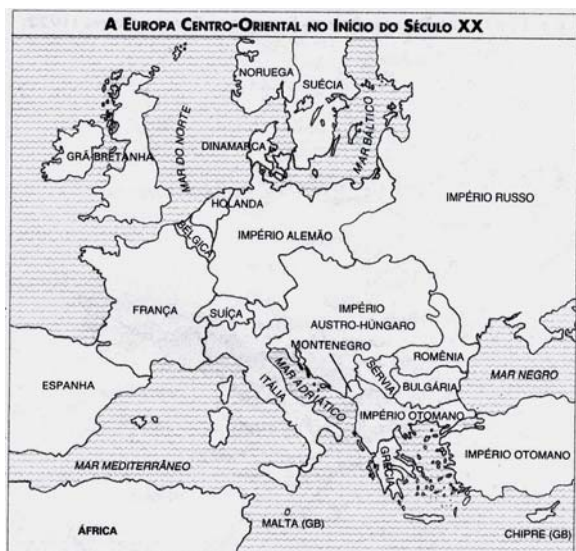 A EUROPA CENTRO-ORIENTAL NO INÍCIO DO SÉCULO XX
NORUEGA
SUÉCIA
MAR DO NORTE
MAR BÁLTICO
DINAMARCA
GRÃ-BRETANHA
IMPÉRIO RUSSO
HOLANDA
BÉLGICA
IMPÉRIO ALEMÃO
FRANÇA
SUÍÇA
IMPÉRIO
AUSTRO-HÚNGARO
MONTENEGRO
ROMÊNIA
SÉRVIA
MAR NEGRO
MAR ADRIÁTICO
ESPANHA
ITÁLIA
BULGÁRIA
IMPÉRIO OTOMANO
GRÉCIA
IMPÉRIO OTOMANO
MAR MEDITERRÂNEO
MALTA (GB)
ÁFRICA
CHIPRE (GB)